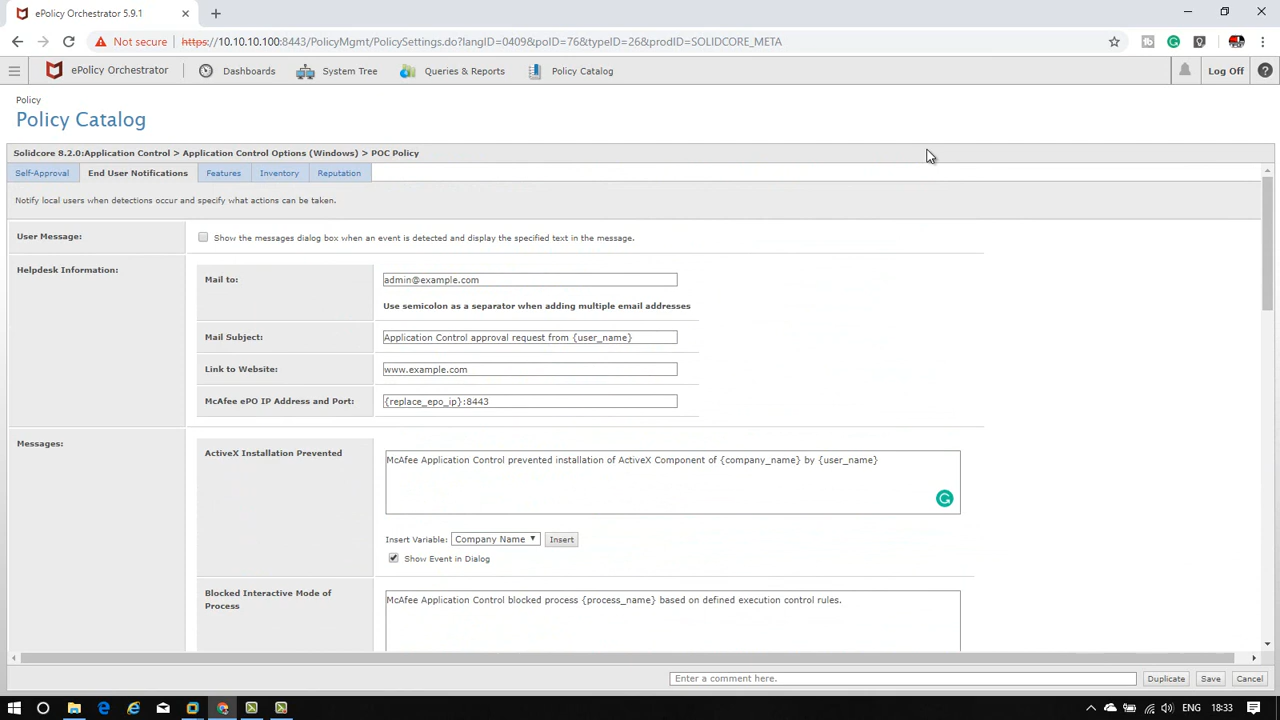 ePolicy Orchestrator 5.9.1
Not secure
https://10.10.10.100:8443/PolicyMgmt/PolicySettings.do?langID=0409&poID=76&typeID=26&prodID=SOLIDCORE_META
ePolicy Orchestrator
Dashboards
System Tree
Queries & Reports
Policy Catalog
Log Off
Policy
Policy Catalog
Solidcore 8.2.0:Application Control > Application Control Options (Windows) > POC Policy
Self-Approval
End User Notifications
Features
Inventory
Reputation
Notify local users when detections occur and specify what actions can be taken.
User Message:
Show the messages dialog box when an event is detected and display the specified text in the message.
Helpdesk Information:
Mail to:
admin@example.com
Use semicolon as a separator when adding multiple email addresses
Mail Subject:
Application Control approval request from {user_name}
Link to Website:
www.example.com
McAfee ePO IP Address and Port:
{replace_epo_ip}:8443
Messages:
ActiveX Installation Prevented
McAfee Application Control prevented installation of ActiveX Component of {company_name} by {user_name}
Insert Variable:
Company Name
Insert
Show Event in Dialog
Blocked Interactive Mode of
Process
McAfee Application Control blocked process {process_name} based on defined execution control rules.
Enter a comment here.
Duplicate
Save
Cancel
ENG
18:33